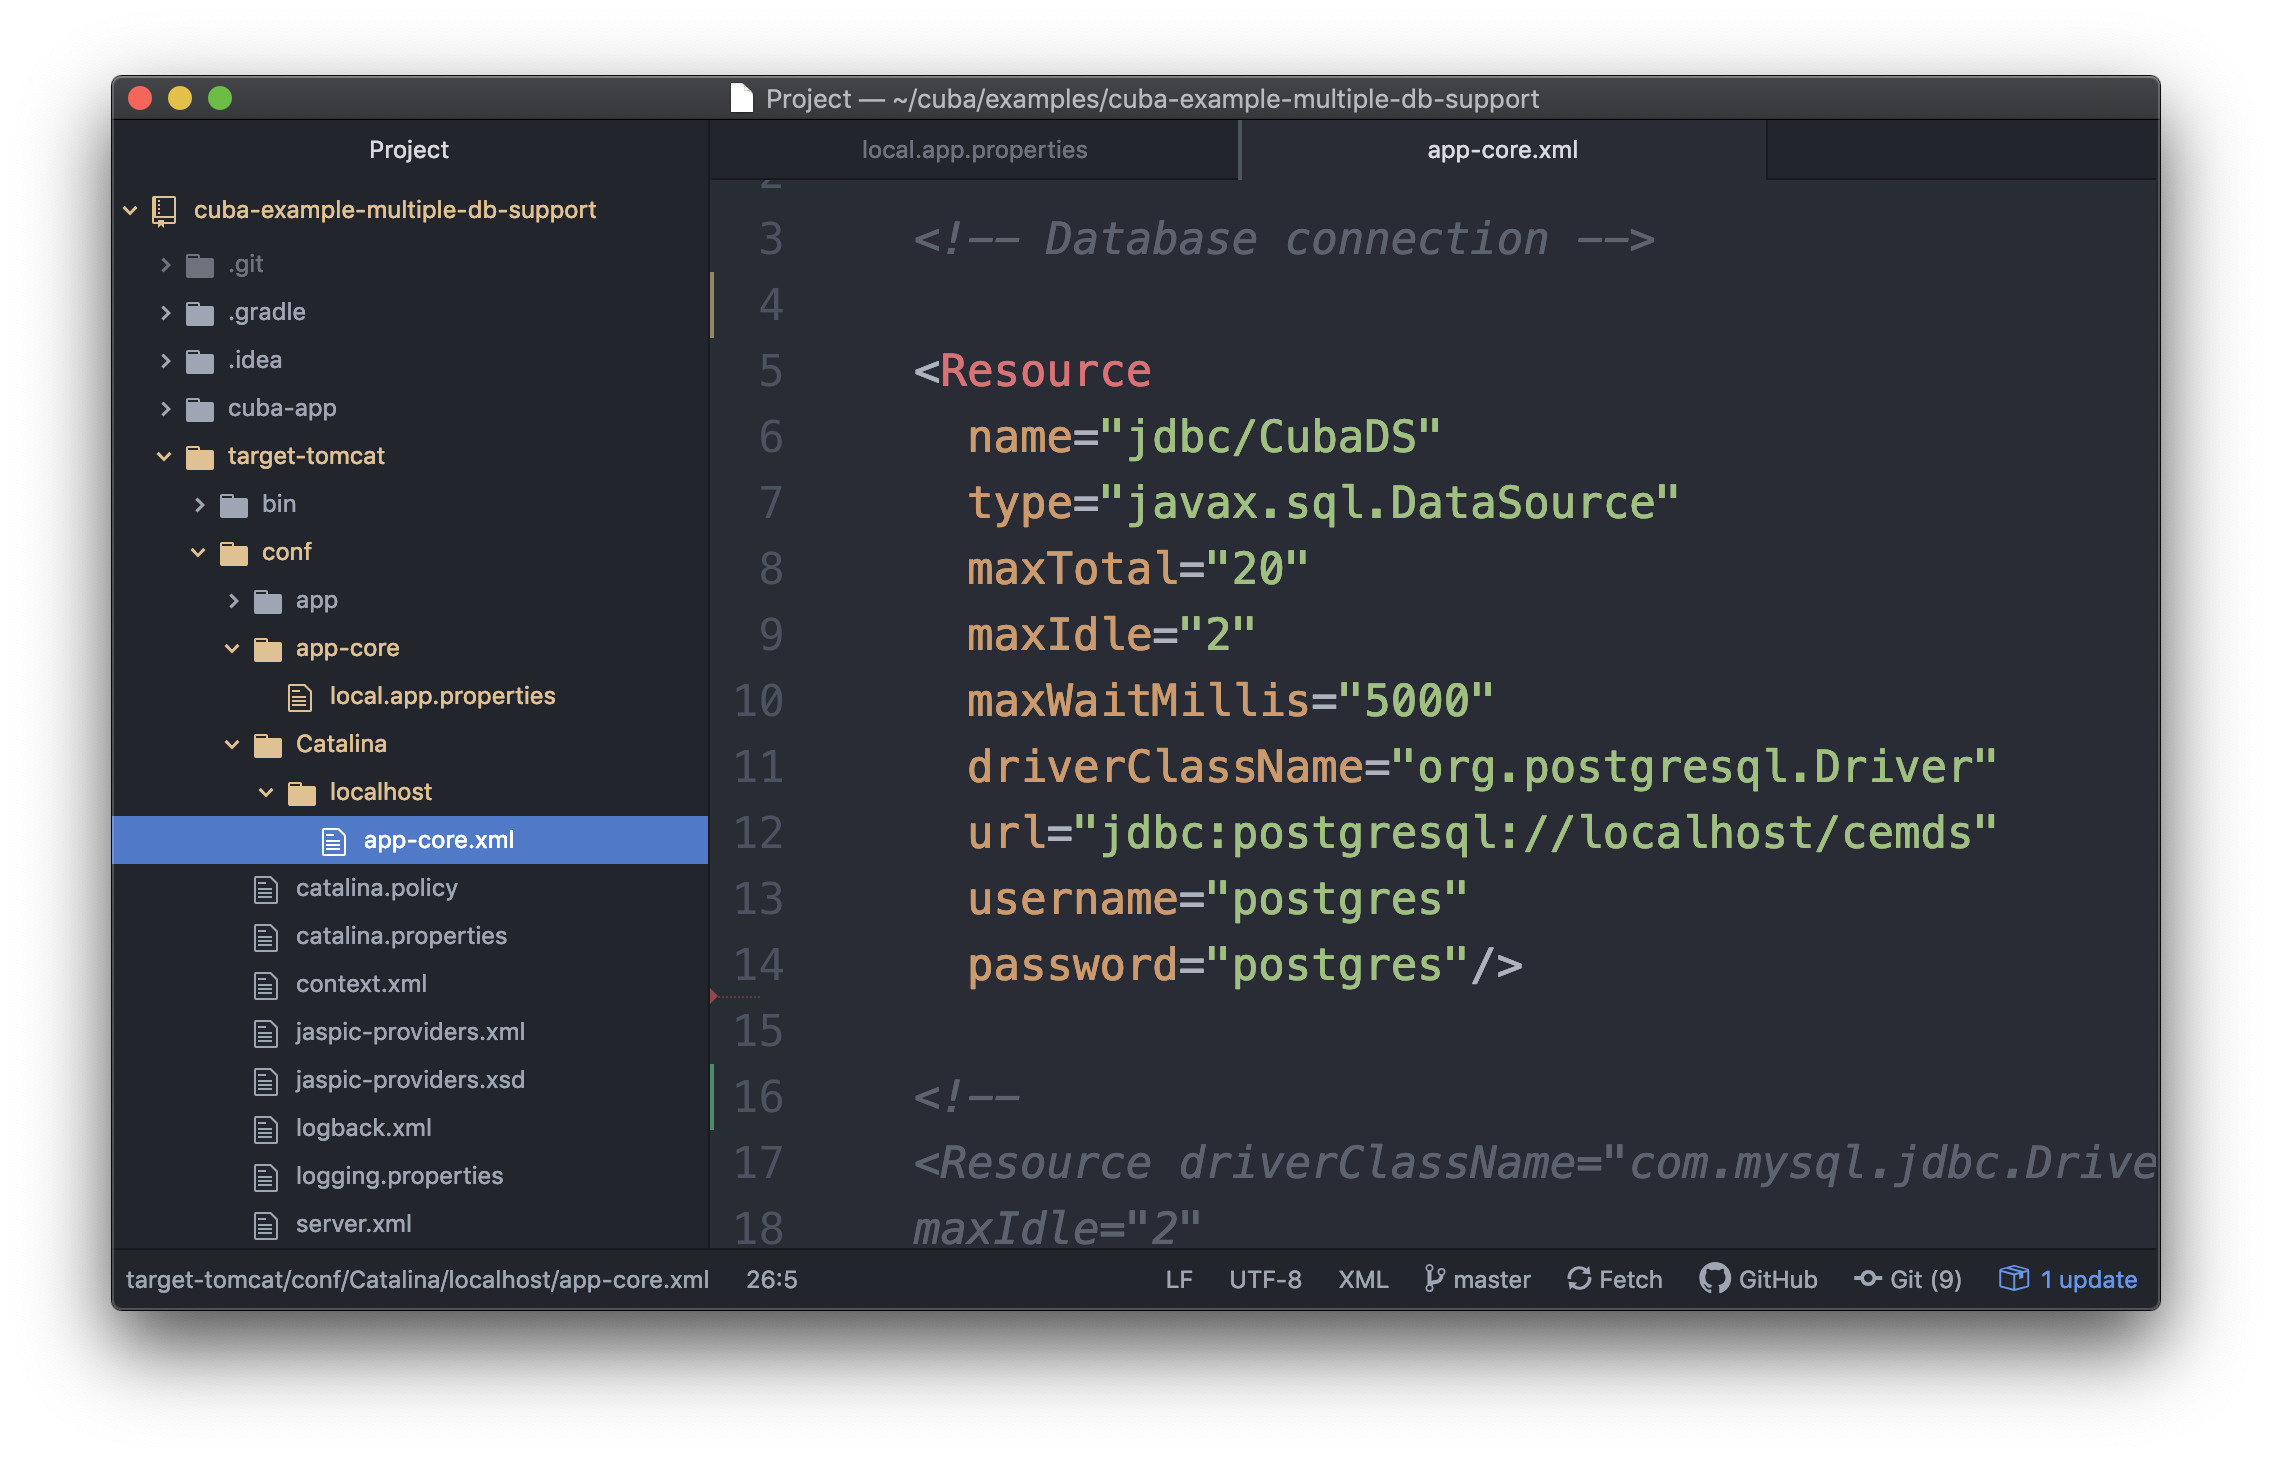 Project — ~/cuba/examples/cuba-example-multiple-db-support
Project
local.app.properties
app-core.xml
cuba-example-multiple-db-support
.git
.gradle
.idea
cuba-app
target-tomcat
bin
conf
app
app-core
local.app.properties
Catalina
localhost
app-core.xml
catalina.policy
catalina.properties
context.xml
jaspic-providers.xml
jaspic-providers.xsd
logback.xml
logging.properties
server.xml
2
3 <!-- Database connection -->
4
5 <Resource
6 name="jdbc/CubaDS"
7 type="javax.sql.DataSource"
8 maxTotal="20"
9 maxIdle="2"
10 maxWaitMillis="5000"
11 driverClassName="org.postgresql.Driver"
12 url="jdbc:postgresql://localhost/cemds"
13 username="postgres"
14 password="postgres"/>
15
16 <!--
17 <Resource driverClassName="com.mysql.jdbc.Drive
18 maxIdle="2"
target-tomcat/conf/Catalina/localhost/app-core.xml 26:5 LF UTF-8 XML master Fetch GitHub Git (9) 1 update